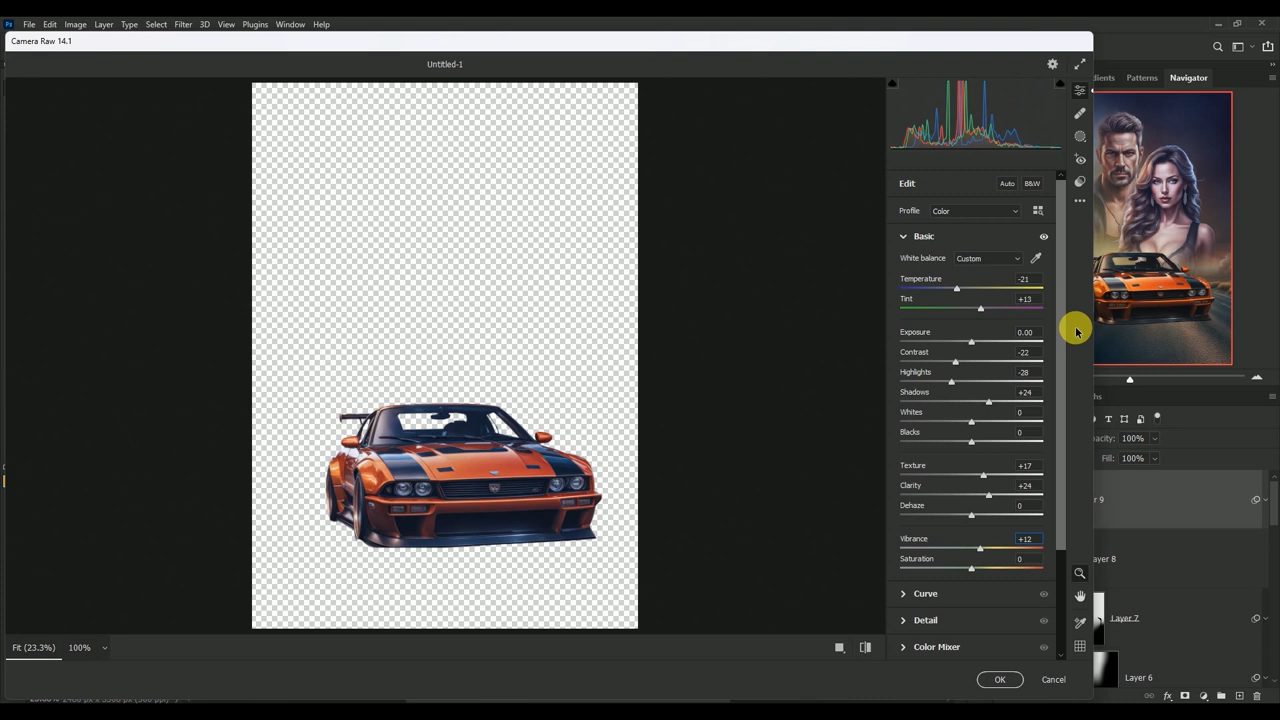 Ps File Edit Image Layer Type Select Filter 3D View Plugins Window Help
Camera Raw 14.1
Untitled-1
Patterns Navigator
Edit Auto B&W
Profile Color
Basic
White balance Custom
Temperature -21
Tint +13
Exposure 0.00
Contrast -22
Highlights -28
Shadows +24
Whites 0
Blacks 0
Texture +17
Clarity +24
Dehaze 0
Vibrance +12
Saturation 0
Curve
Detail
Color Mixer
Fit (23.3%) 100%
OK Cancel
100%
Fill: 100%
Layer 7
Layer 6